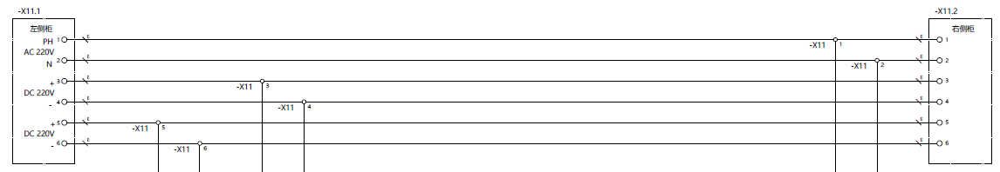 -X11.1
-X11.2
左侧柜
右侧柜
PH 1 E -X11 1 E 1
AC 220V
N 2 E -X11 2 E 2
+ 3 E -X11 3 E 3
DC 220V
- 4 E -X11 4 E 4
+ 5 E -X11 5 E 5
DC 220V
- 6 E -X11 6 E 6